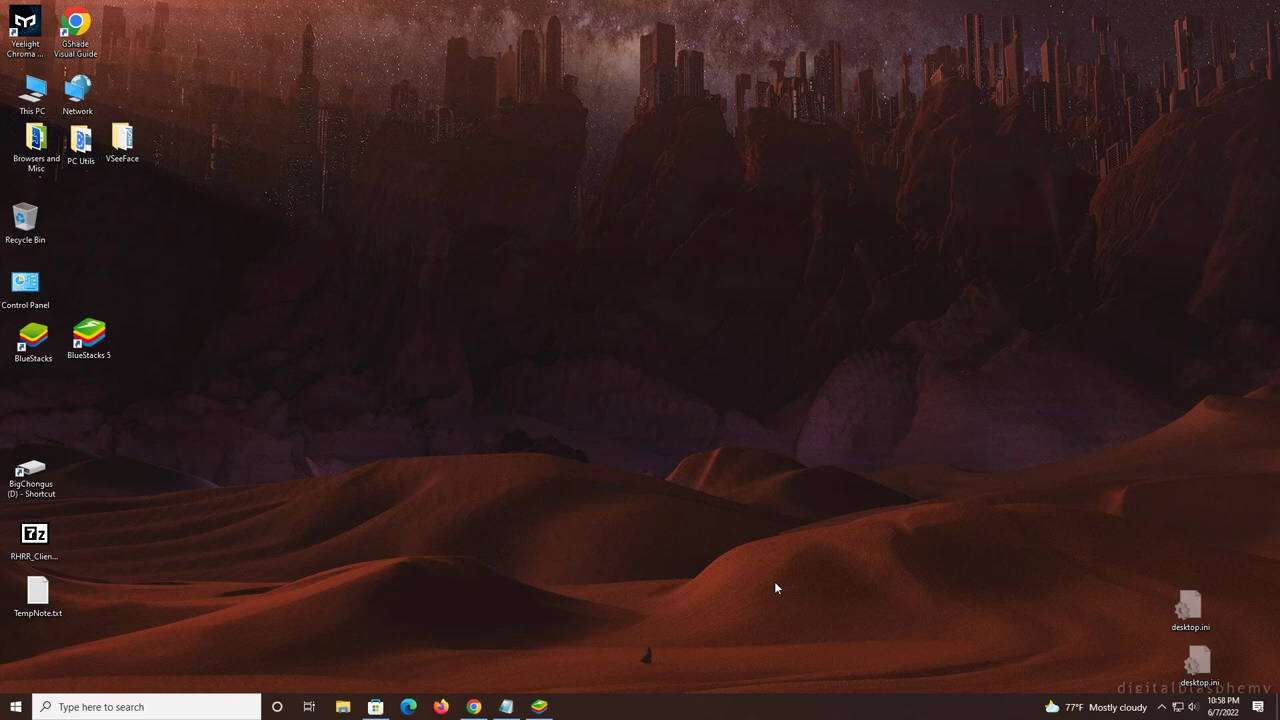 Yeelight
Chroma ...
GShade
Visual Guide
This PC
Network
Browsers and
Misc
PC Utils
VSeeFace
Recycle Bin
Control Panel
BlueStacks
BlueStacks 5
BigChongus
(D) - Shortcut
7z
RHRR_Clien...
TempNote.txt
desktop.ini
desktop.ini
digitalblasphemy
Type here to search
77°F Mostly cloudy
10:58 PM
6/7/2022